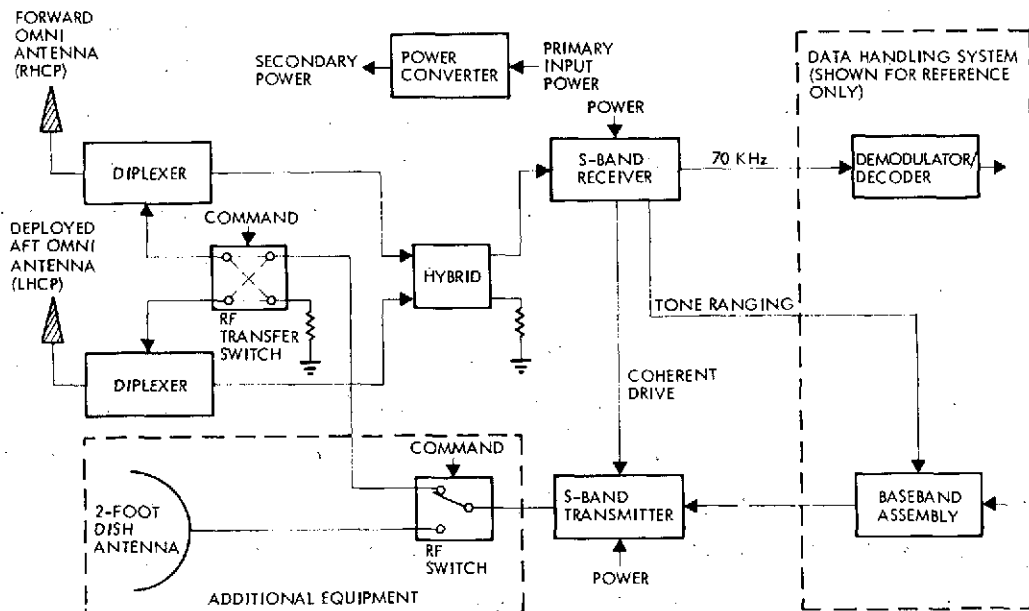 FORWARD
OMNI
ANTENNA
(RHCP)
SECONDARY
POWER
POWER
CONVERTER
PRIMARY
INPUT
POWER
DATA HANDLING SYSTEM
(SHOWN FOR REFERENCE
ONLY)
POWER
DIPLEXER
S-BAND
RECEIVER
70 KHz
DEMODULATOR/
DECODER
DEPLOYED
AFT OMNI
ANTENNA
(LHCP)
COMMAND
RF
TRANSFER
SWITCH
HYBRID
TONE RANGING
DIPLEXER
COHERENT
DRIVE
COMMAND
2-FOOT
DISH
ANTENNA
RF
SWITCH
S-BAND
TRANSMITTER
BASEBAND
ASSEMBLY
POWER
ADDITIONAL EQUIPMENT